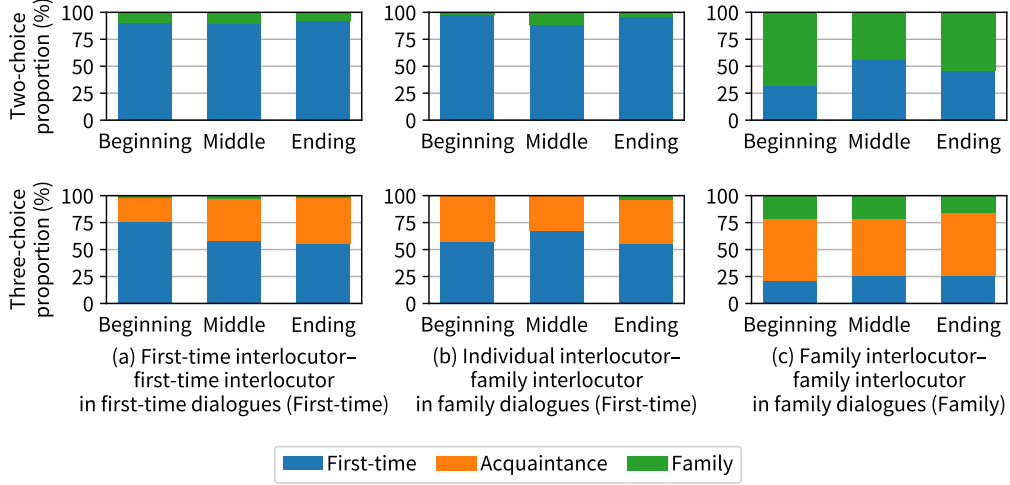 Two-choice
proportion (%)
100
75
50
25
0
Beginning Middle Ending
100
75
50
25
0
Beginning Middle Ending
100
75
50
25
0
Beginning Middle Ending
Three-choice
proportion (%)
100
75
50
25
0
Beginning Middle Ending
100
75
50
25
0
Beginning Middle Ending
100
75
50
25
0
Beginning Middle Ending
(a) First-time interlocutor–
first-time interlocutor
in first-time dialogues (First-time)
(b) Individual interlocutor–
family interlocutor
in family dialogues (First-time)
(c) Family interlocutor–
family interlocutor
in family dialogues (Family)
First-time Acquaintance Family